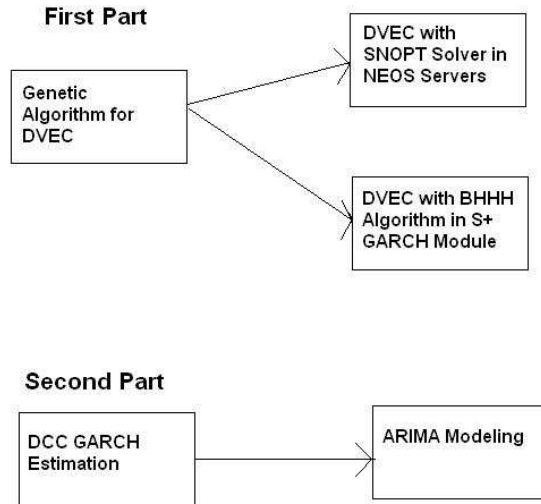 First Part
Genetic
Algorithm for
DVEC
DVEC with
SNOPT Solver in
NEOS Servers
DVEC with BHHH
Algorithm in S+
GARCH Module
Second Part
DCC GARCH
Estimation
ARIMA Modeling